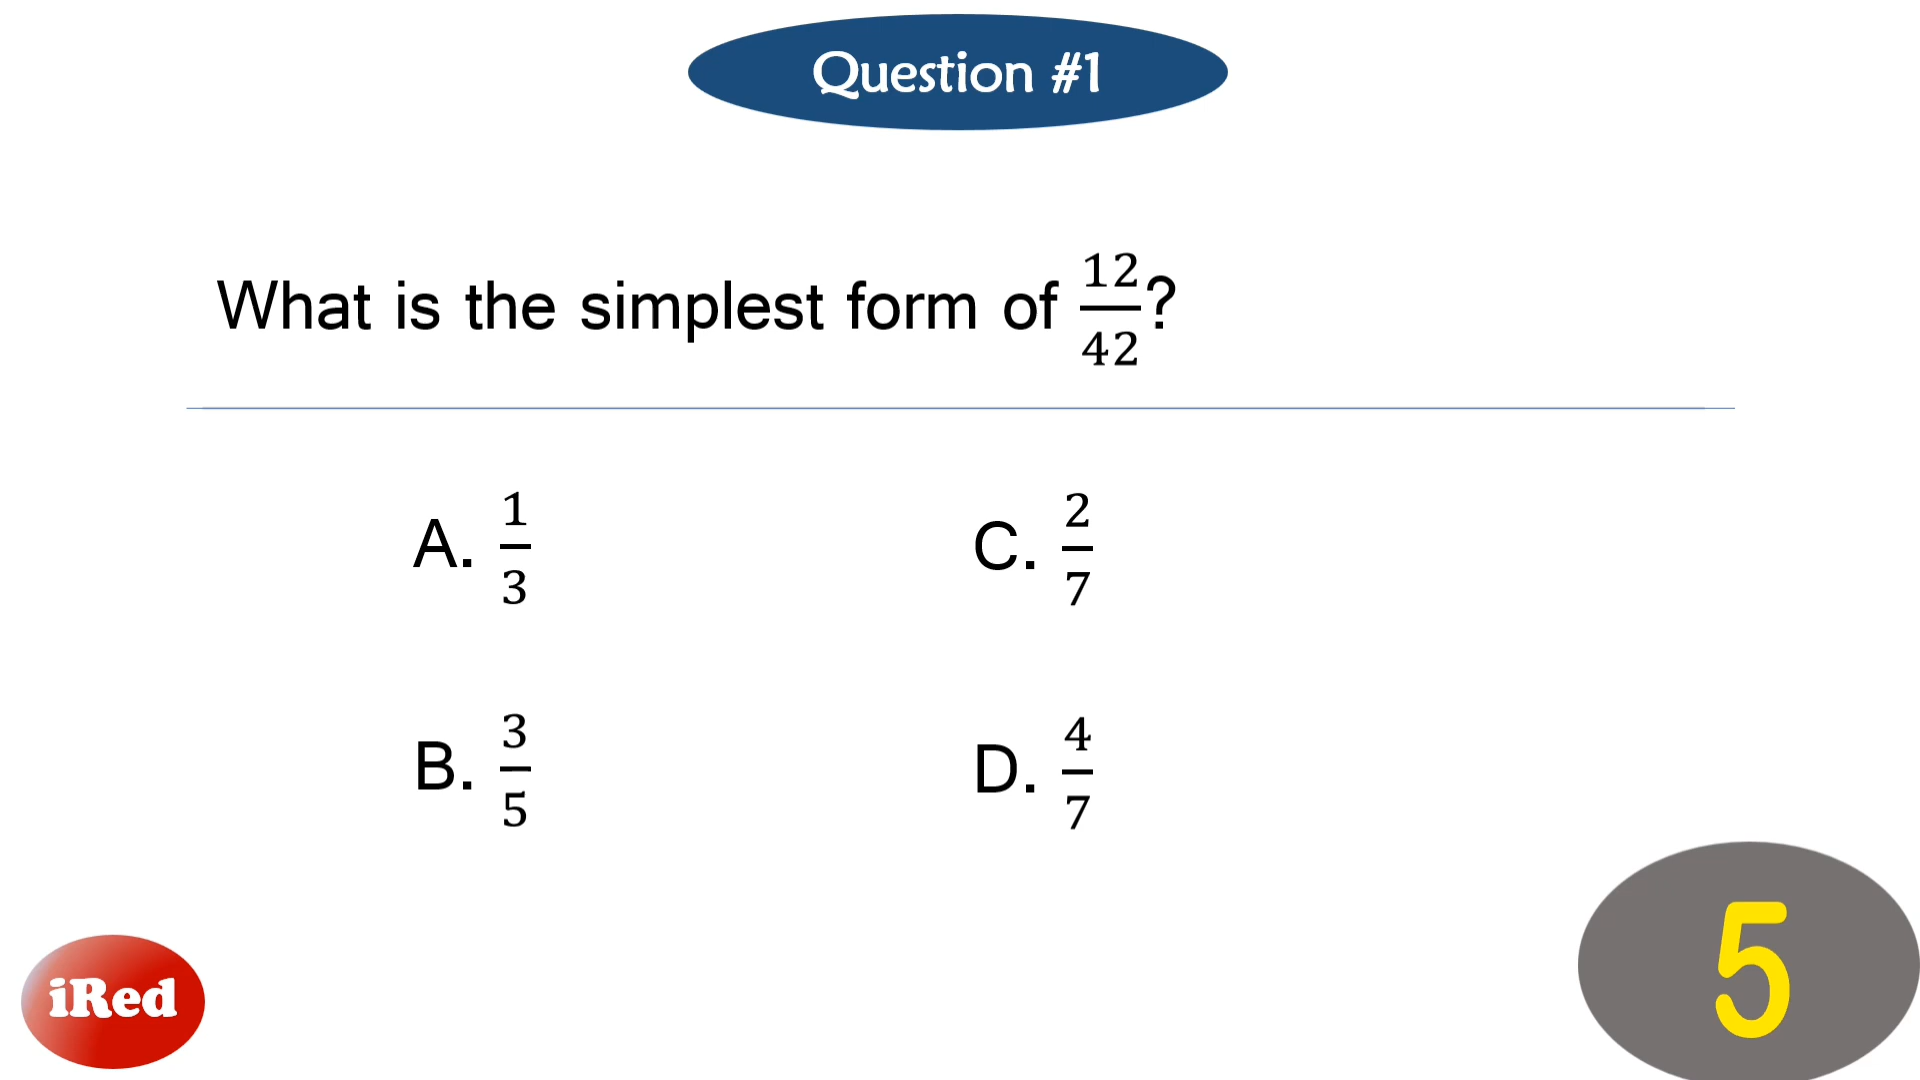 Question #1
What is the simplest form of 12/42?
A. 1/3
C. 2/7
B. 3/5
D. 4/7
iRed
5